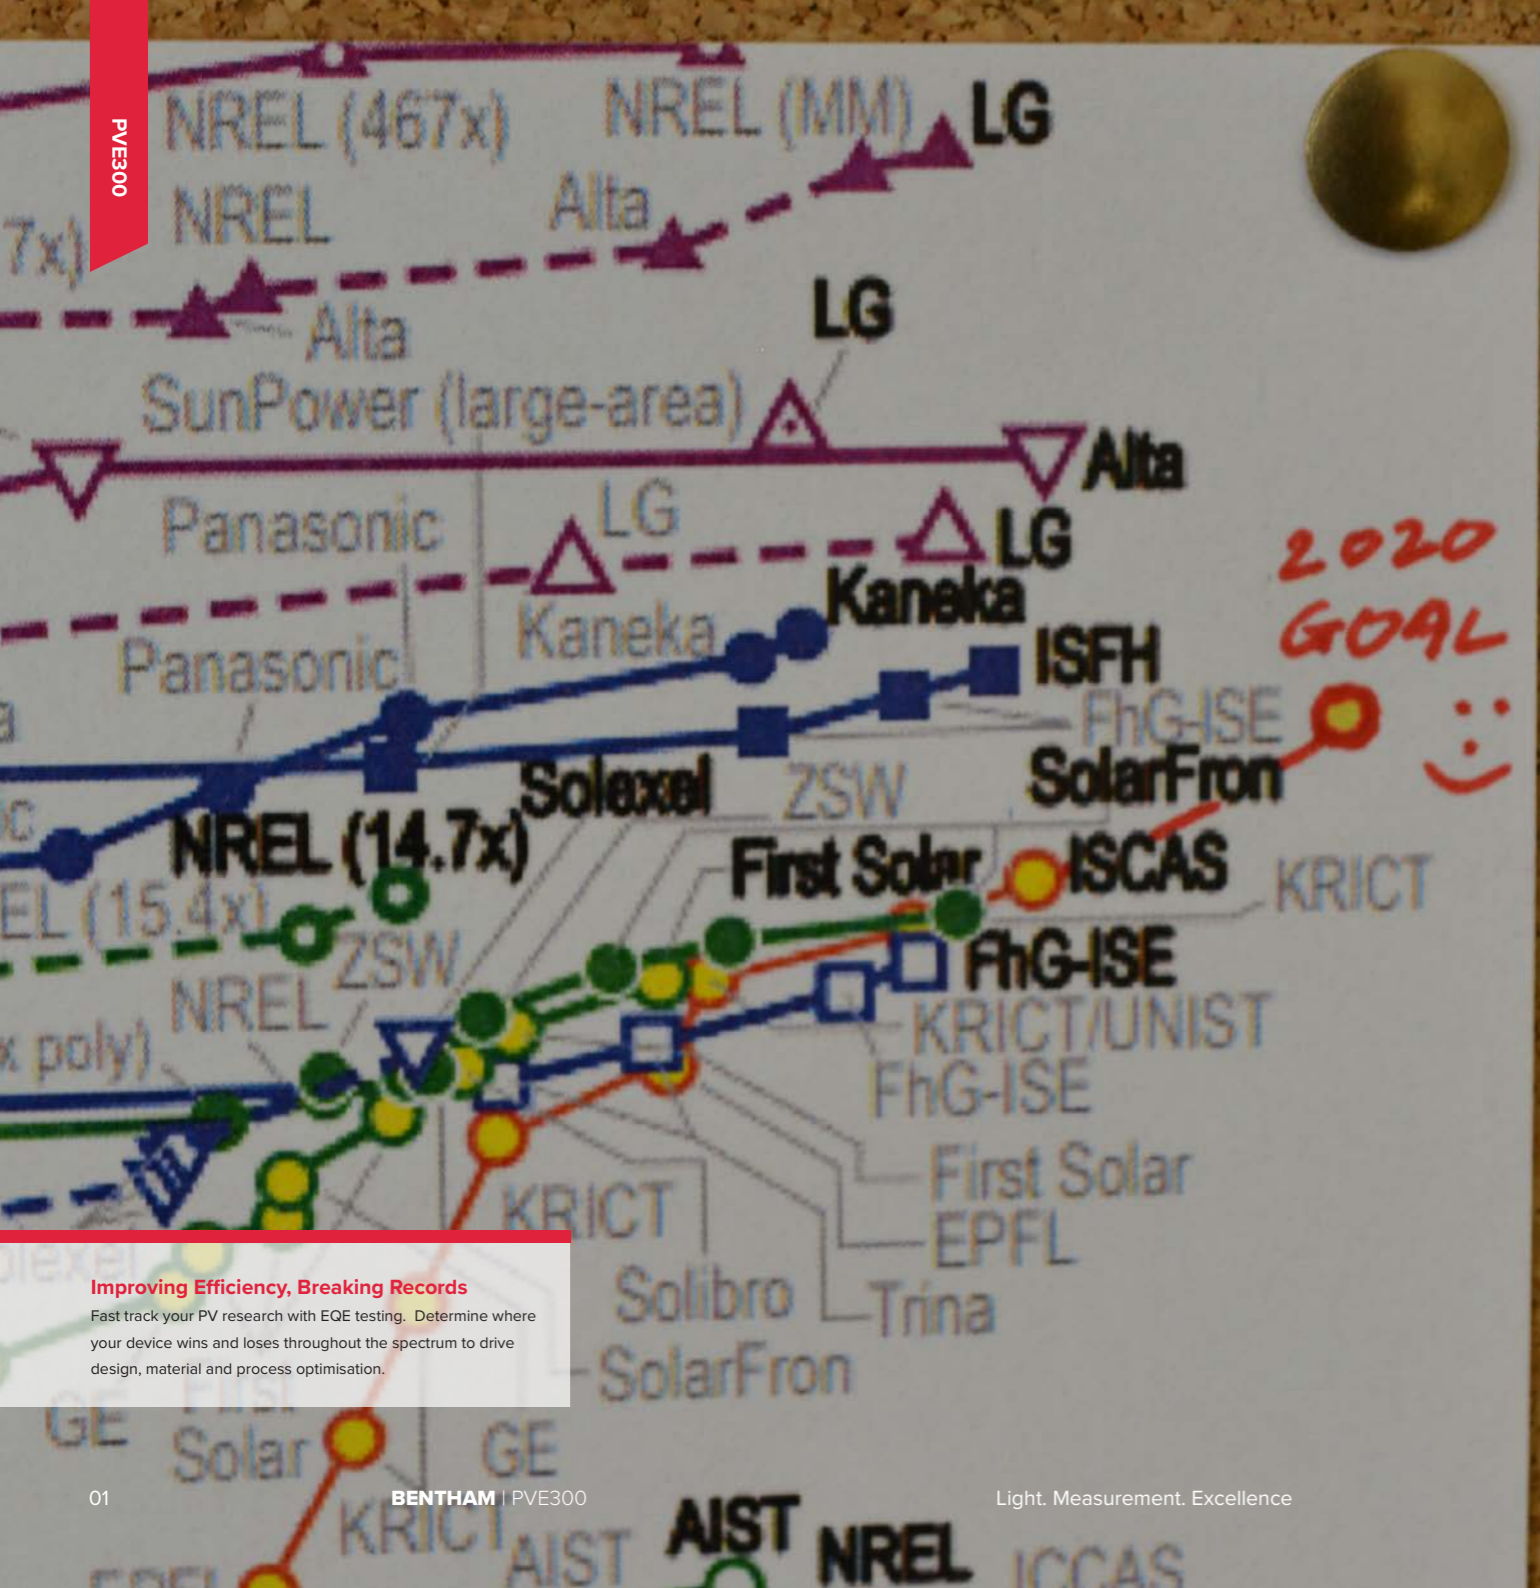 PVE300
NREL (467x)
NREL (MM)
LG
NREL
Alta
7x)
Alta
LG
SunPower (large-area)
Alta
Panasonic
LG
LG
2020
GOAL
Kaneka
Kaneka
ISFH
Panasonic
FhG-ISE
SolarFron
Solexel
ZSW
NREL (14.7x)
First Solar
ISCAS
KRICT
EL (15.4x)
ZSW
FhG-ISE
NREL
KRICT/UNIST
x poly)
FhG-ISE
First Solar
KRICT
EPFL
Solibro
Trina
SolarFron
Improving Efficiency, Breaking Records
Fast track your PV research with EQE testing. Determine where
your device wins and loses throughout the spectrum to drive
design, material and process optimisation.
GE
First
Solar
GE
01
BENTHAM | PVE300
Light. Measurement. Excellence
KRICT
AIST
AIST
NREL
ICCAS
EPFL